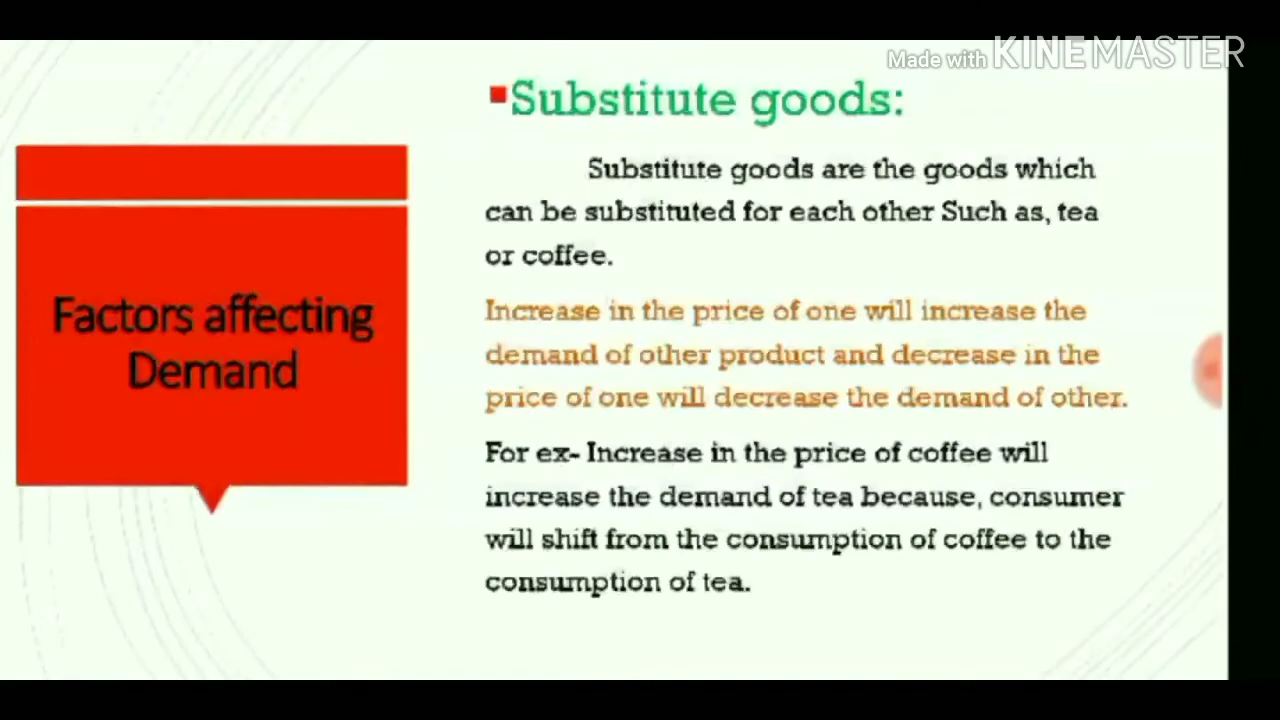 Made with KINEMASTER
Substitute goods:
Substitute goods are the goods which
can be substituted for each other Such as, tea
or coffee.
Increase in the price of one will increase the
demand of other product and decrease in the
price of one will decrease the demand of other.
For ex- Increase in the price of coffee will
increase the demand of tea because, consumer
will shift from the consumption of coffee to the
consumption of tea.
Factors affecting
Demand